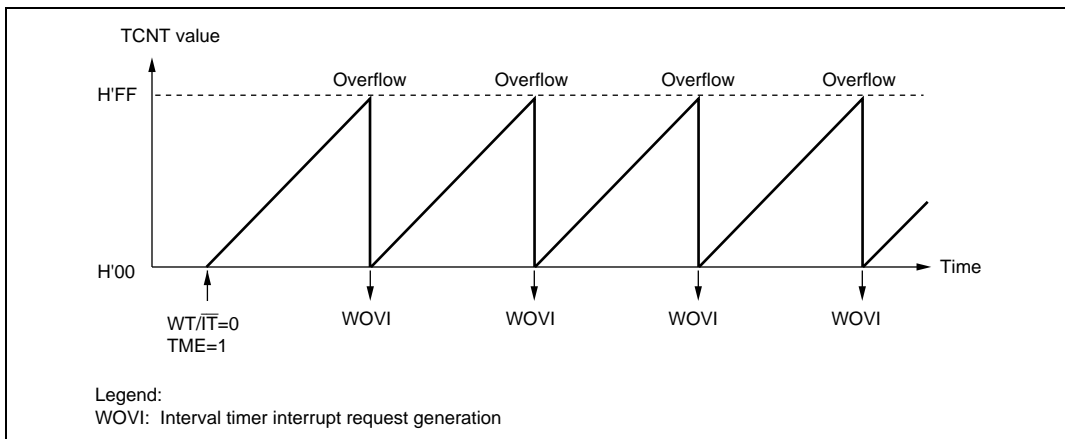 TCNT value
Overflow Overflow Overflow Overflow
H'FF
H'00
Time
WT/I̅T̅=0
TME=1
WOVI WOVI WOVI WOVI
Legend:
WOVI: Interval timer interrupt request generation